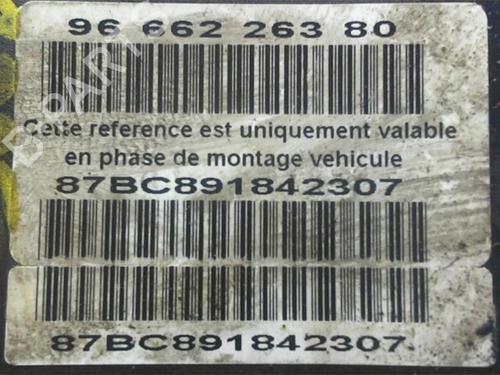 96 662 263 80
Cette reference est uniquement valable
en phase de montage vehicule
87BC891842307
87BC891842307